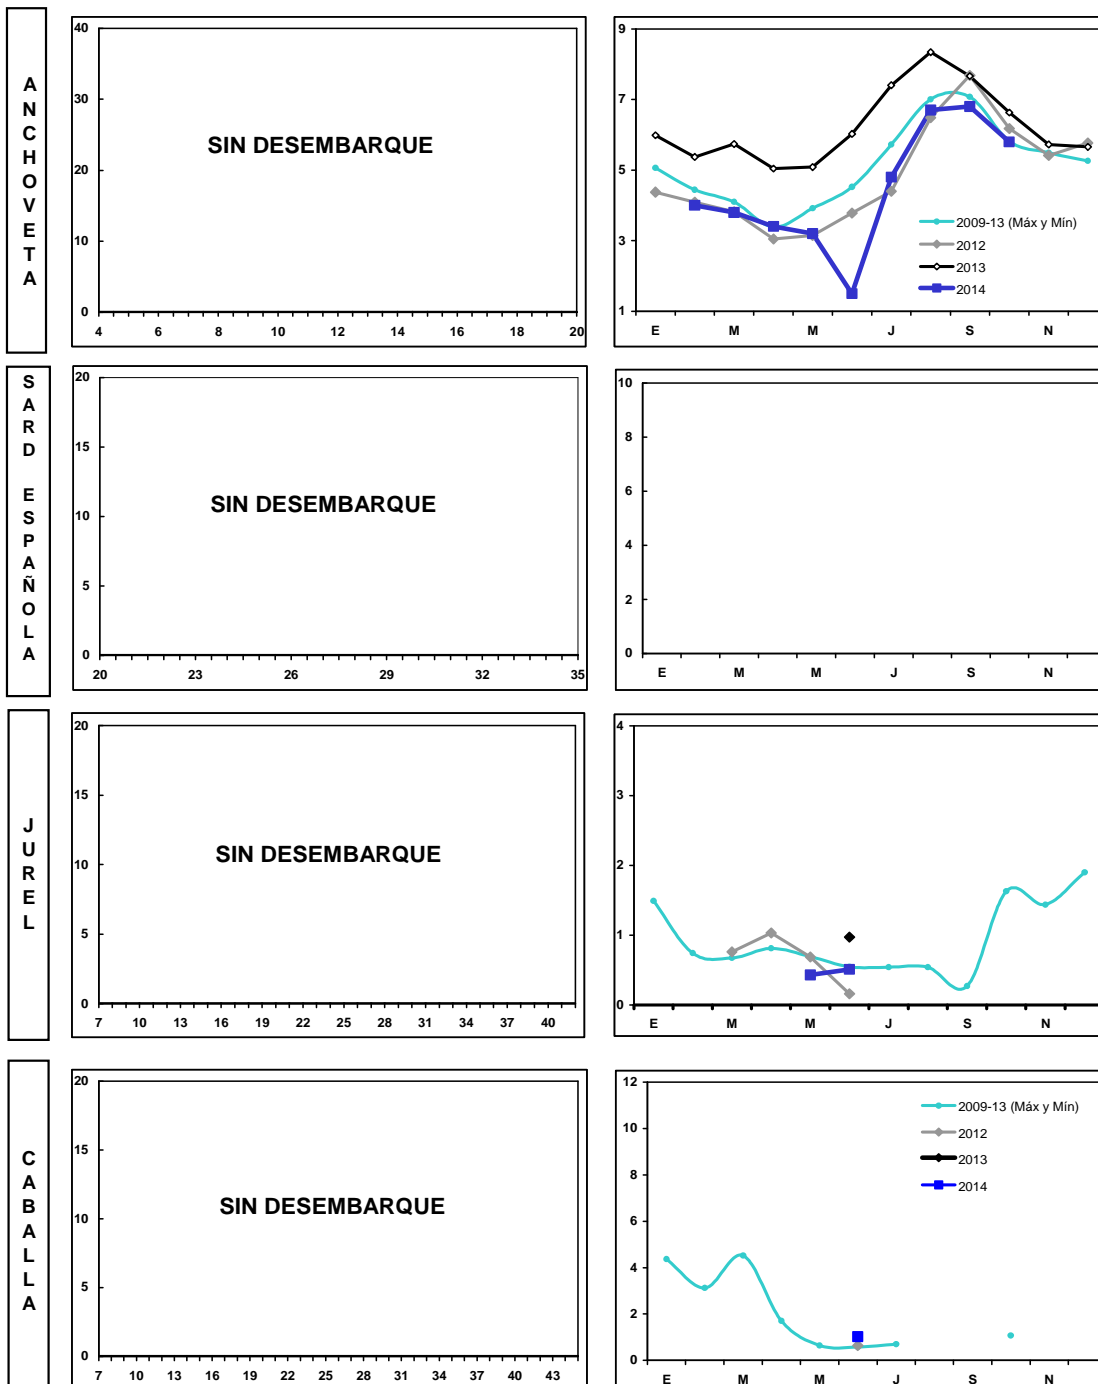 ANCHOVETA
40
30
20
10
0
SIN DESEMBARQUE
4 6 8 10 12 14 16 18 20
9
7
5
3
1
2009-13 (Máx y Mín)
2012
2013
2014
E M M J S N
SARD ESPAÑOLA
20
15
10
5
0
SIN DESEMBARQUE
20 23 26 29 32 35
10
8
6
4
2
0
E M M J S N
JUREL
20
15
10
5
0
SIN DESEMBARQUE
7 10 13 16 19 22 25 28 31 34 37 40
4
3
2
1
0
E M M J S N
CABALLA
20
15
10
5
0
SIN DESEMBARQUE
7 10 13 16 19 22 25 28 31 34 37 40 43
12
10
8
6
4
2
0
2009-13 (Máx y Mín)
2012
2013
2014
E M M J S N